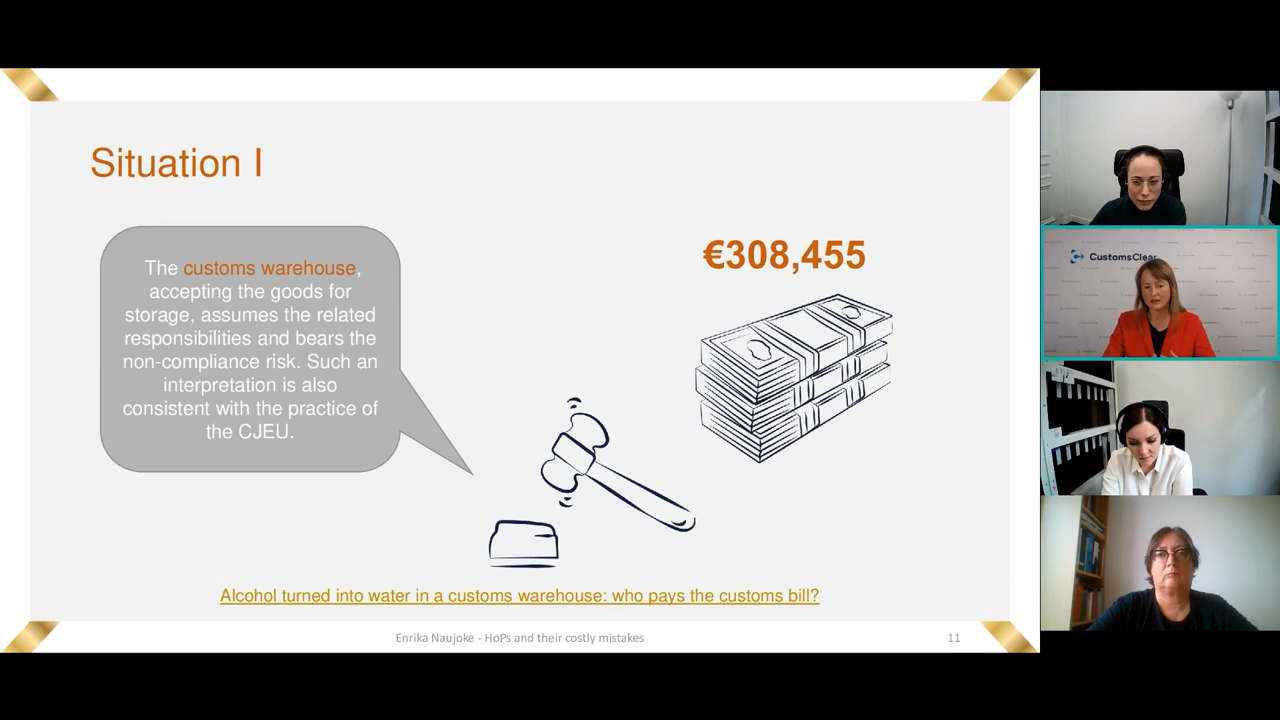 Situation I
The customs warehouse,
accepting the goods for
storage, assumes the related
responsibilities and bears the
non-compliance risk. Such an
interpretation is also
consistent with the practice of
the CJEU.
€308,455
Alcohol turned into water in a customs warehouse: who pays the customs bill?
Enrika Naujoke - HoPs and their costly mistakes
11
CustomsClear